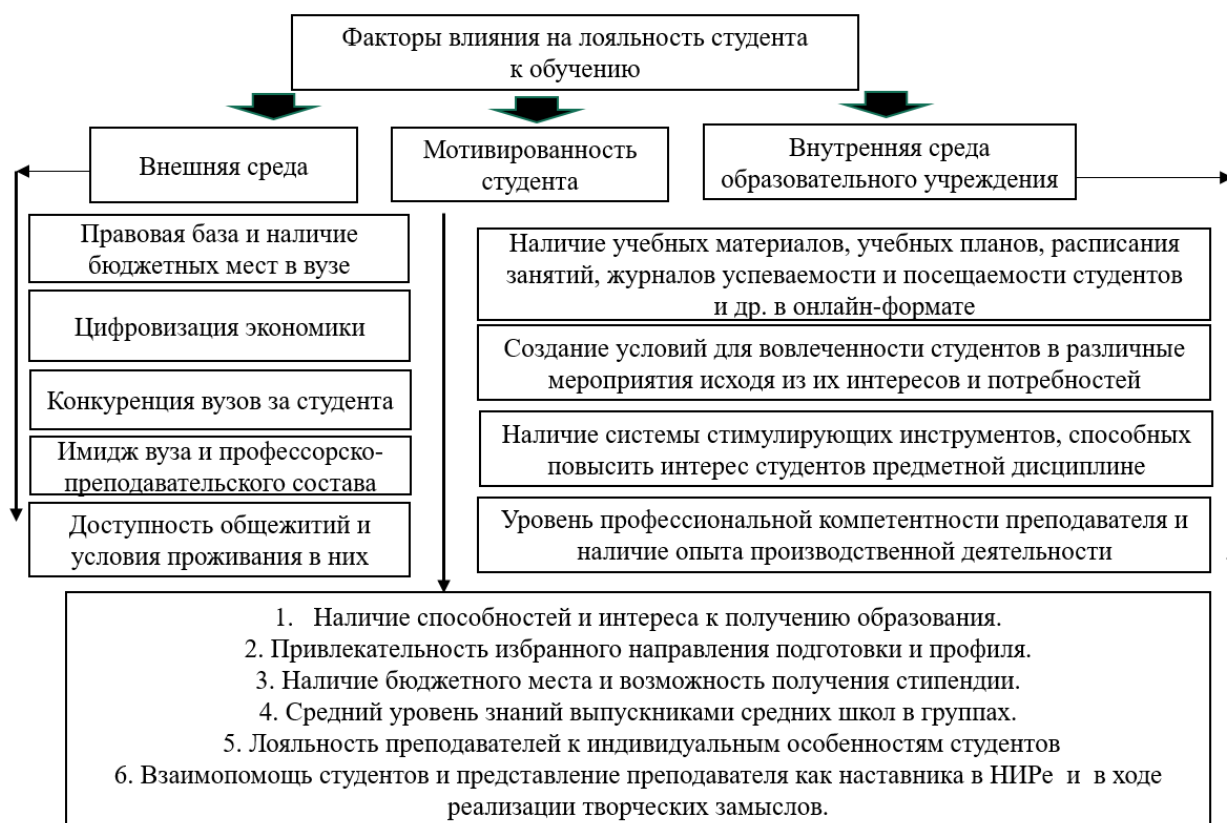 Факторы влияния на лояльность студента
к обучению
Внешняя среда
Мотивированность
студента
Внутренняя среда
образовательного учреждения
Правовая база и наличие
бюджетных мест в вузе
Цифровизация экономики
Конкуренция вузов за студента
Имидж вуза и профессорско-
преподавательского состава
Доступность общежитий и
условия проживания в них
Наличие учебных материалов, учебных планов, расписания
занятий, журналов успеваемости и посещаемости студентов
и др. в онлайн-формате
Создание условий для вовлеченности студентов в различные
мероприятия исходя из их интересов и потребностей
Наличие системы стимулирующих инструментов, способных
повысить интерес студентов предметной дисциплине
Уровень профессиональной компетентности преподавателя и
наличие опыта производственной деятельности
1. Наличие способностей и интереса к получению образования.
2. Привлекательность избранного направления подготовки и профиля.
3. Наличие бюджетного места и возможность получения стипендии.
4. Средний уровень знаний выпускниками средних школ в группах.
5. Лояльность преподавателей к индивидуальным особенностям студентов
6. Взаимопомощь студентов и представление преподавателя как наставника в НИРе и в ходе
реализации творческих замыслов.